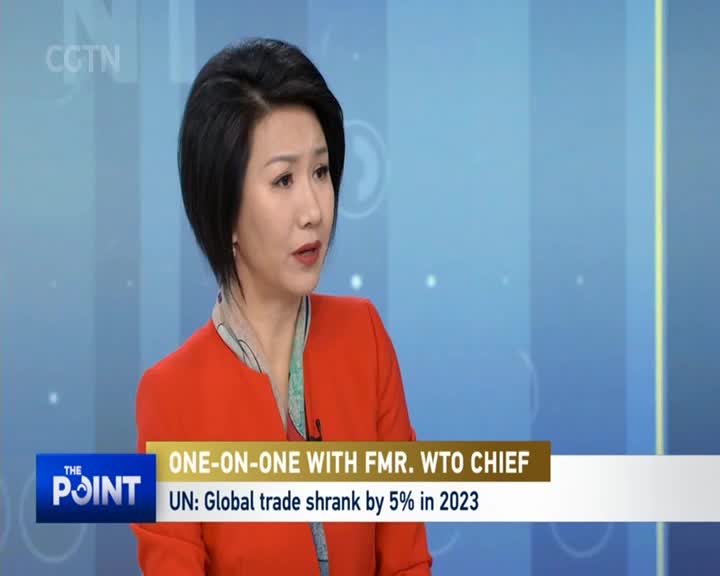 CGTN
ONE-ON-ONE WITH FMR. WTO CHIEF
THE
POINT
UN: Global trade shrank by 5% in 2023